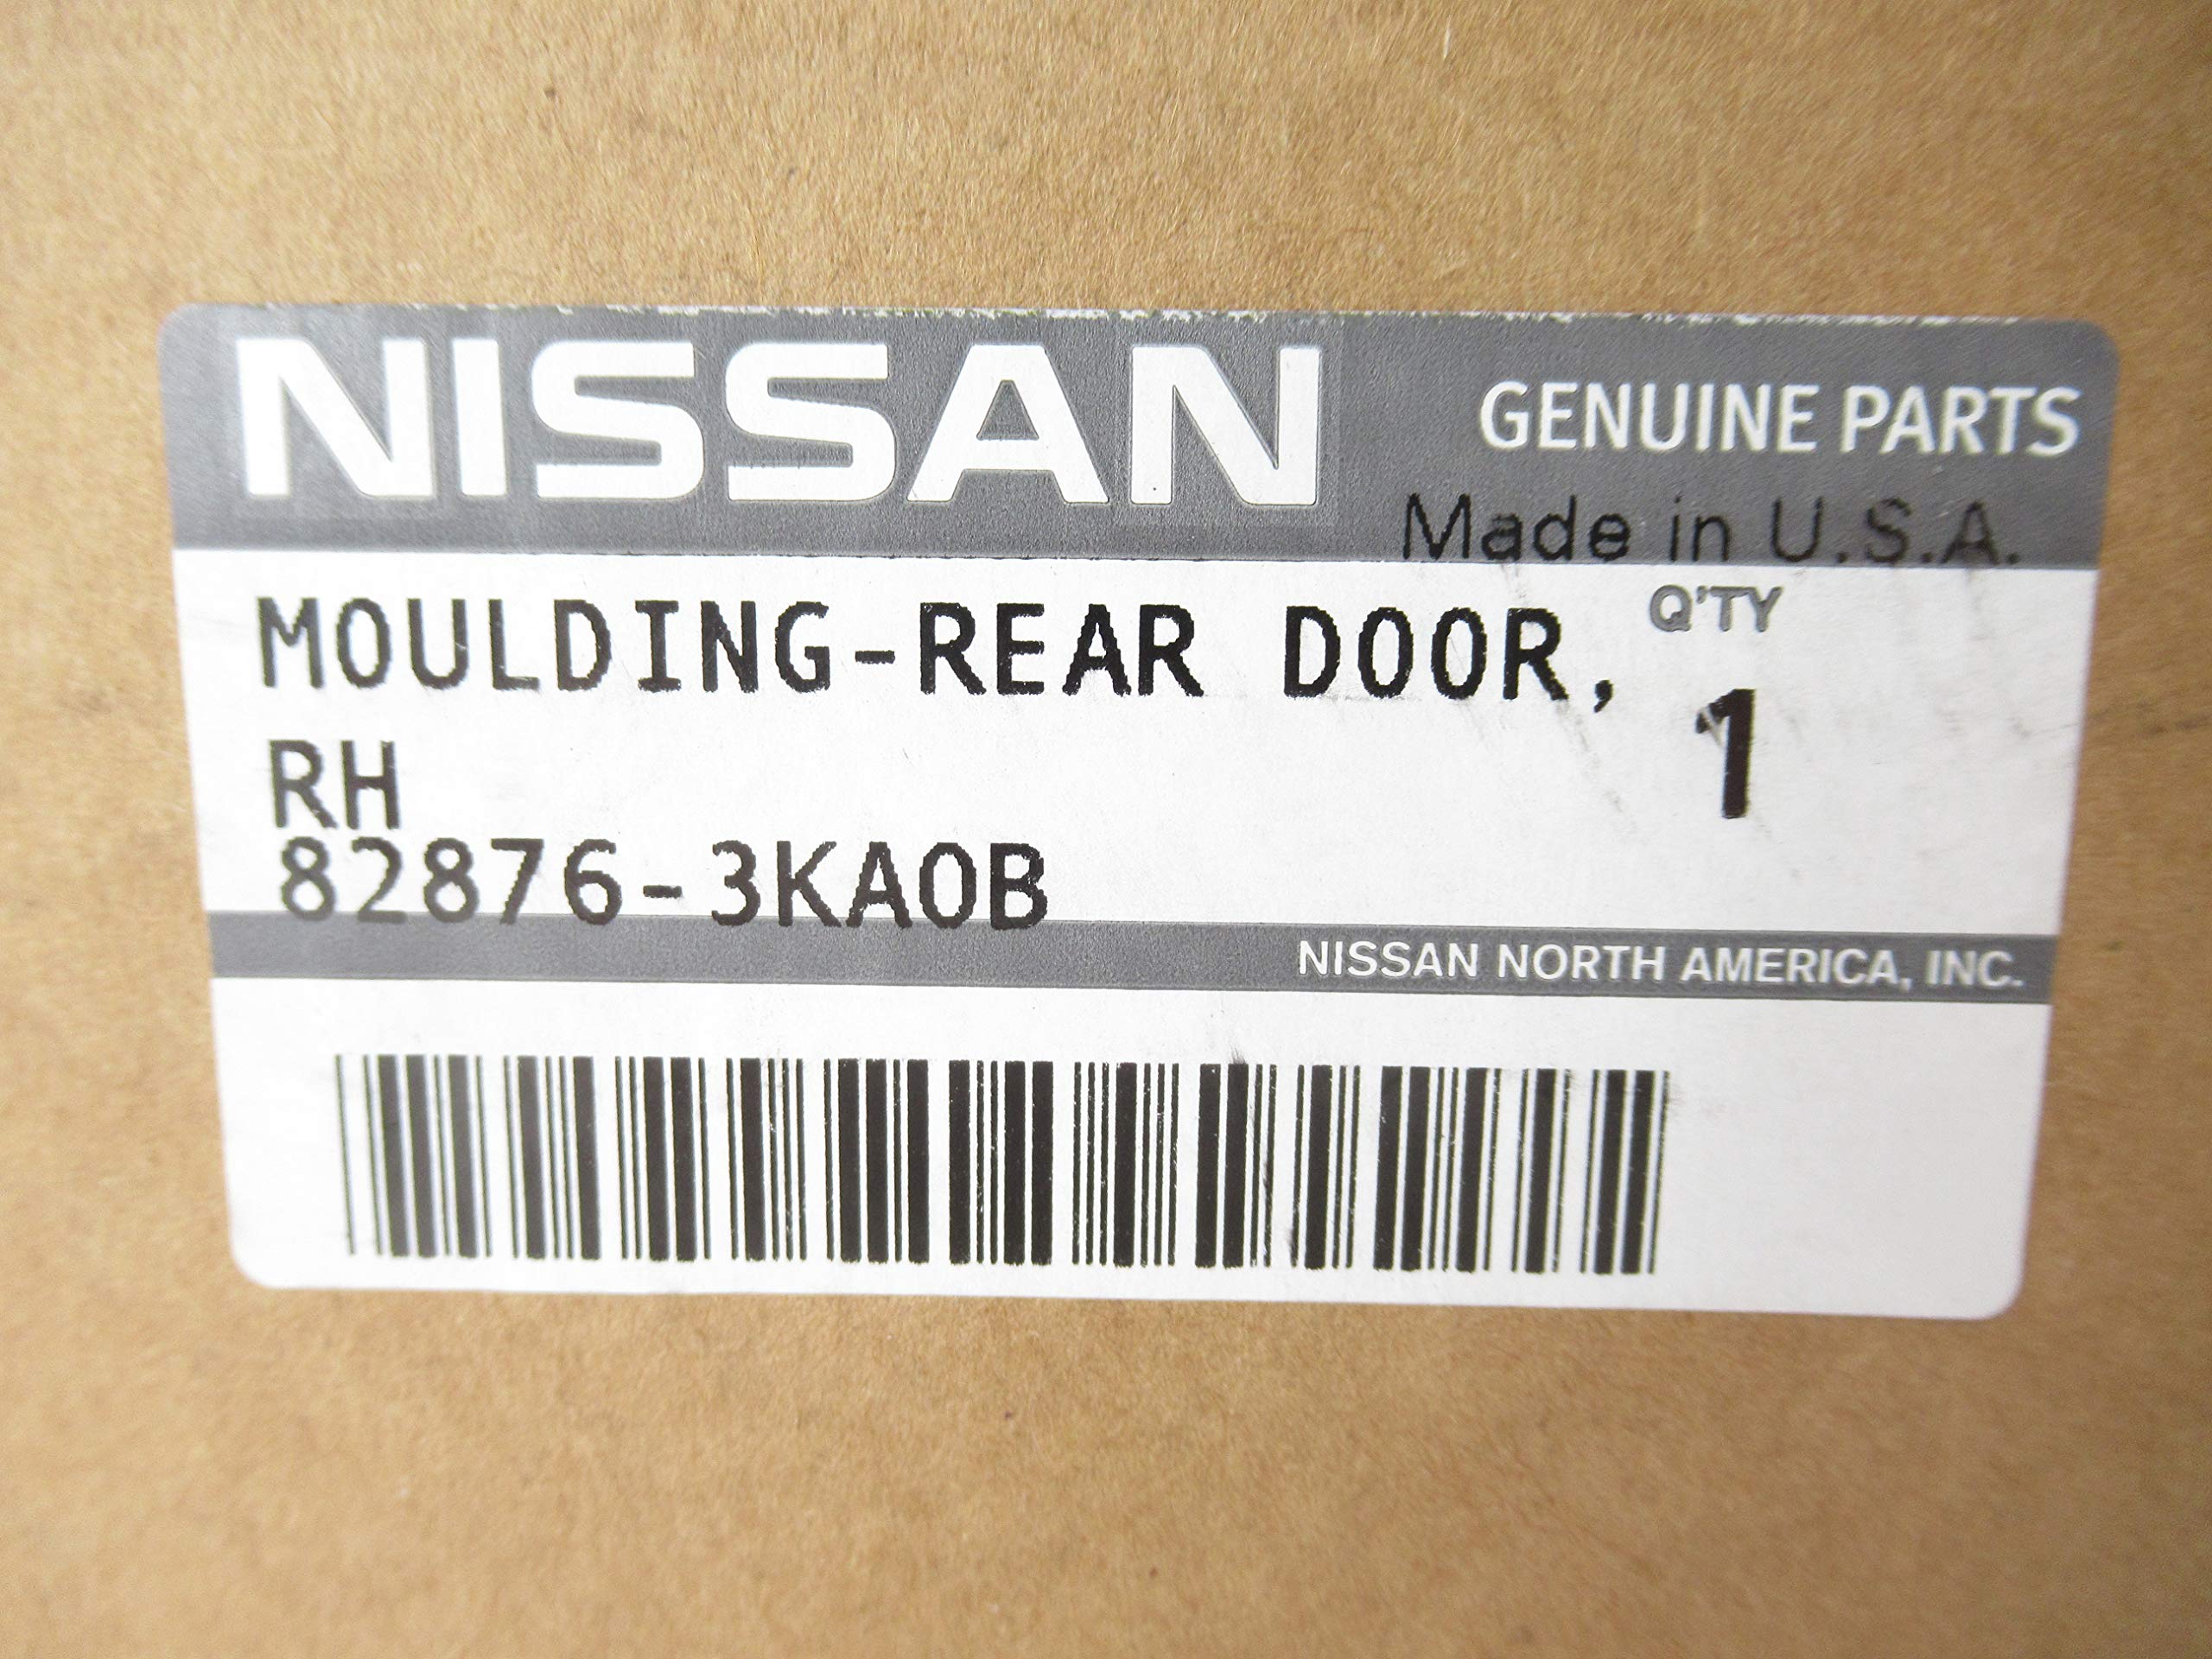 NISSAN GENUINE PARTS
Made in U.S.A.
MOULDING-REAR DOOR, Q'TY
RH 1
82876-3KA0B
NISSAN NORTH AMERICA, INC.